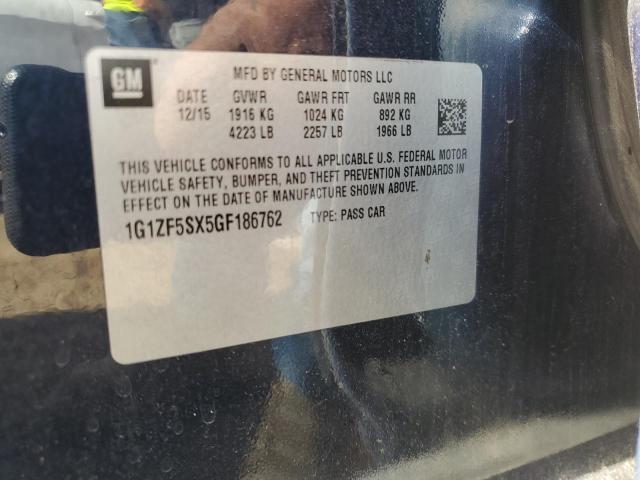 GM
MFD BY GENERAL MOTORS LLC
DATE GVWR GAWR FRT GAWR RR
12/15 1916 KG 1024 KG 892 KG
4223 LB 2257 LB 1966 LB
THIS VEHICLE CONFORMS TO ALL APPLICABLE U.S. FEDERAL MOTOR
VEHICLE SAFETY, BUMPER, AND THEFT PREVENTION STANDARDS IN
EFFECT ON THE DATE OF MANUFACTURE SHOWN ABOVE.
1G1ZF5SX5GF186762 TYPE: PASS CAR